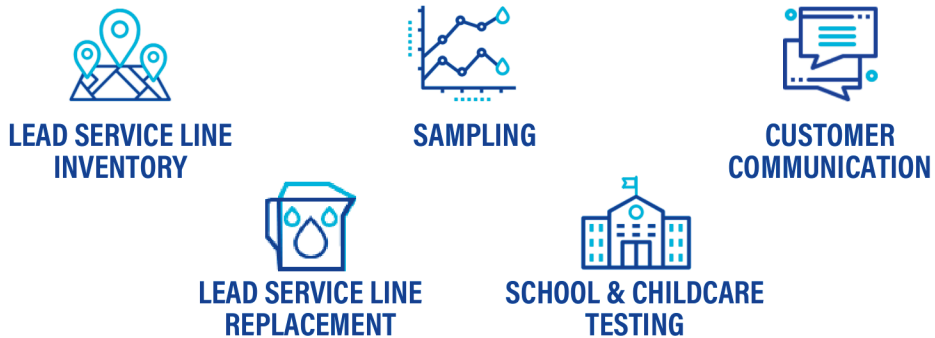 LEAD SERVICE LINE
INVENTORY
SAMPLING
CUSTOMER
COMMUNICATION
LEAD SERVICE LINE
REPLACEMENT
SCHOOL & CHILDCARE
TESTING